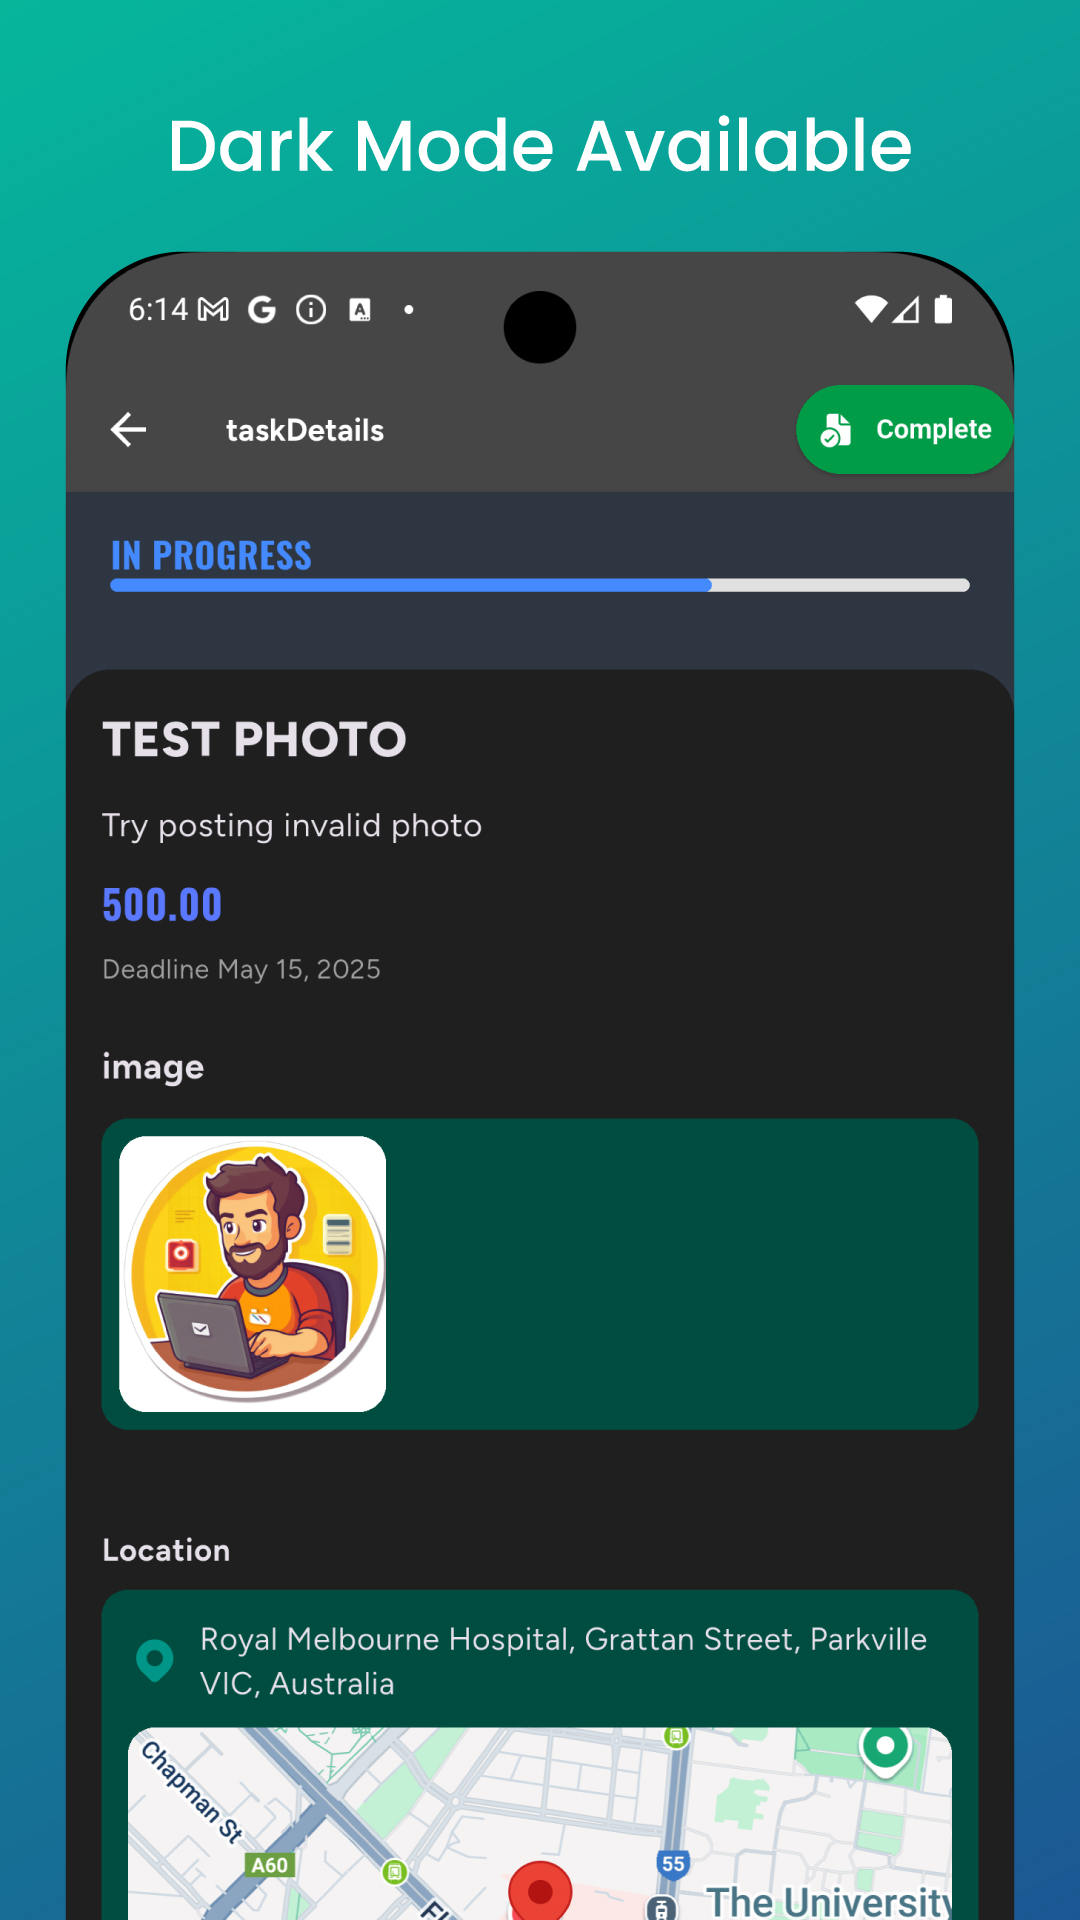 Dark Mode Available
6:14
taskDetails
Complete
IN PROGRESS
TEST PHOTO
Try posting invalid photo
500.00
Deadline May 15, 2025
image
Location
Royal Melbourne Hospital, Grattan Street, Parkville
VIC, Australia
Chapman St
A60
55
The University